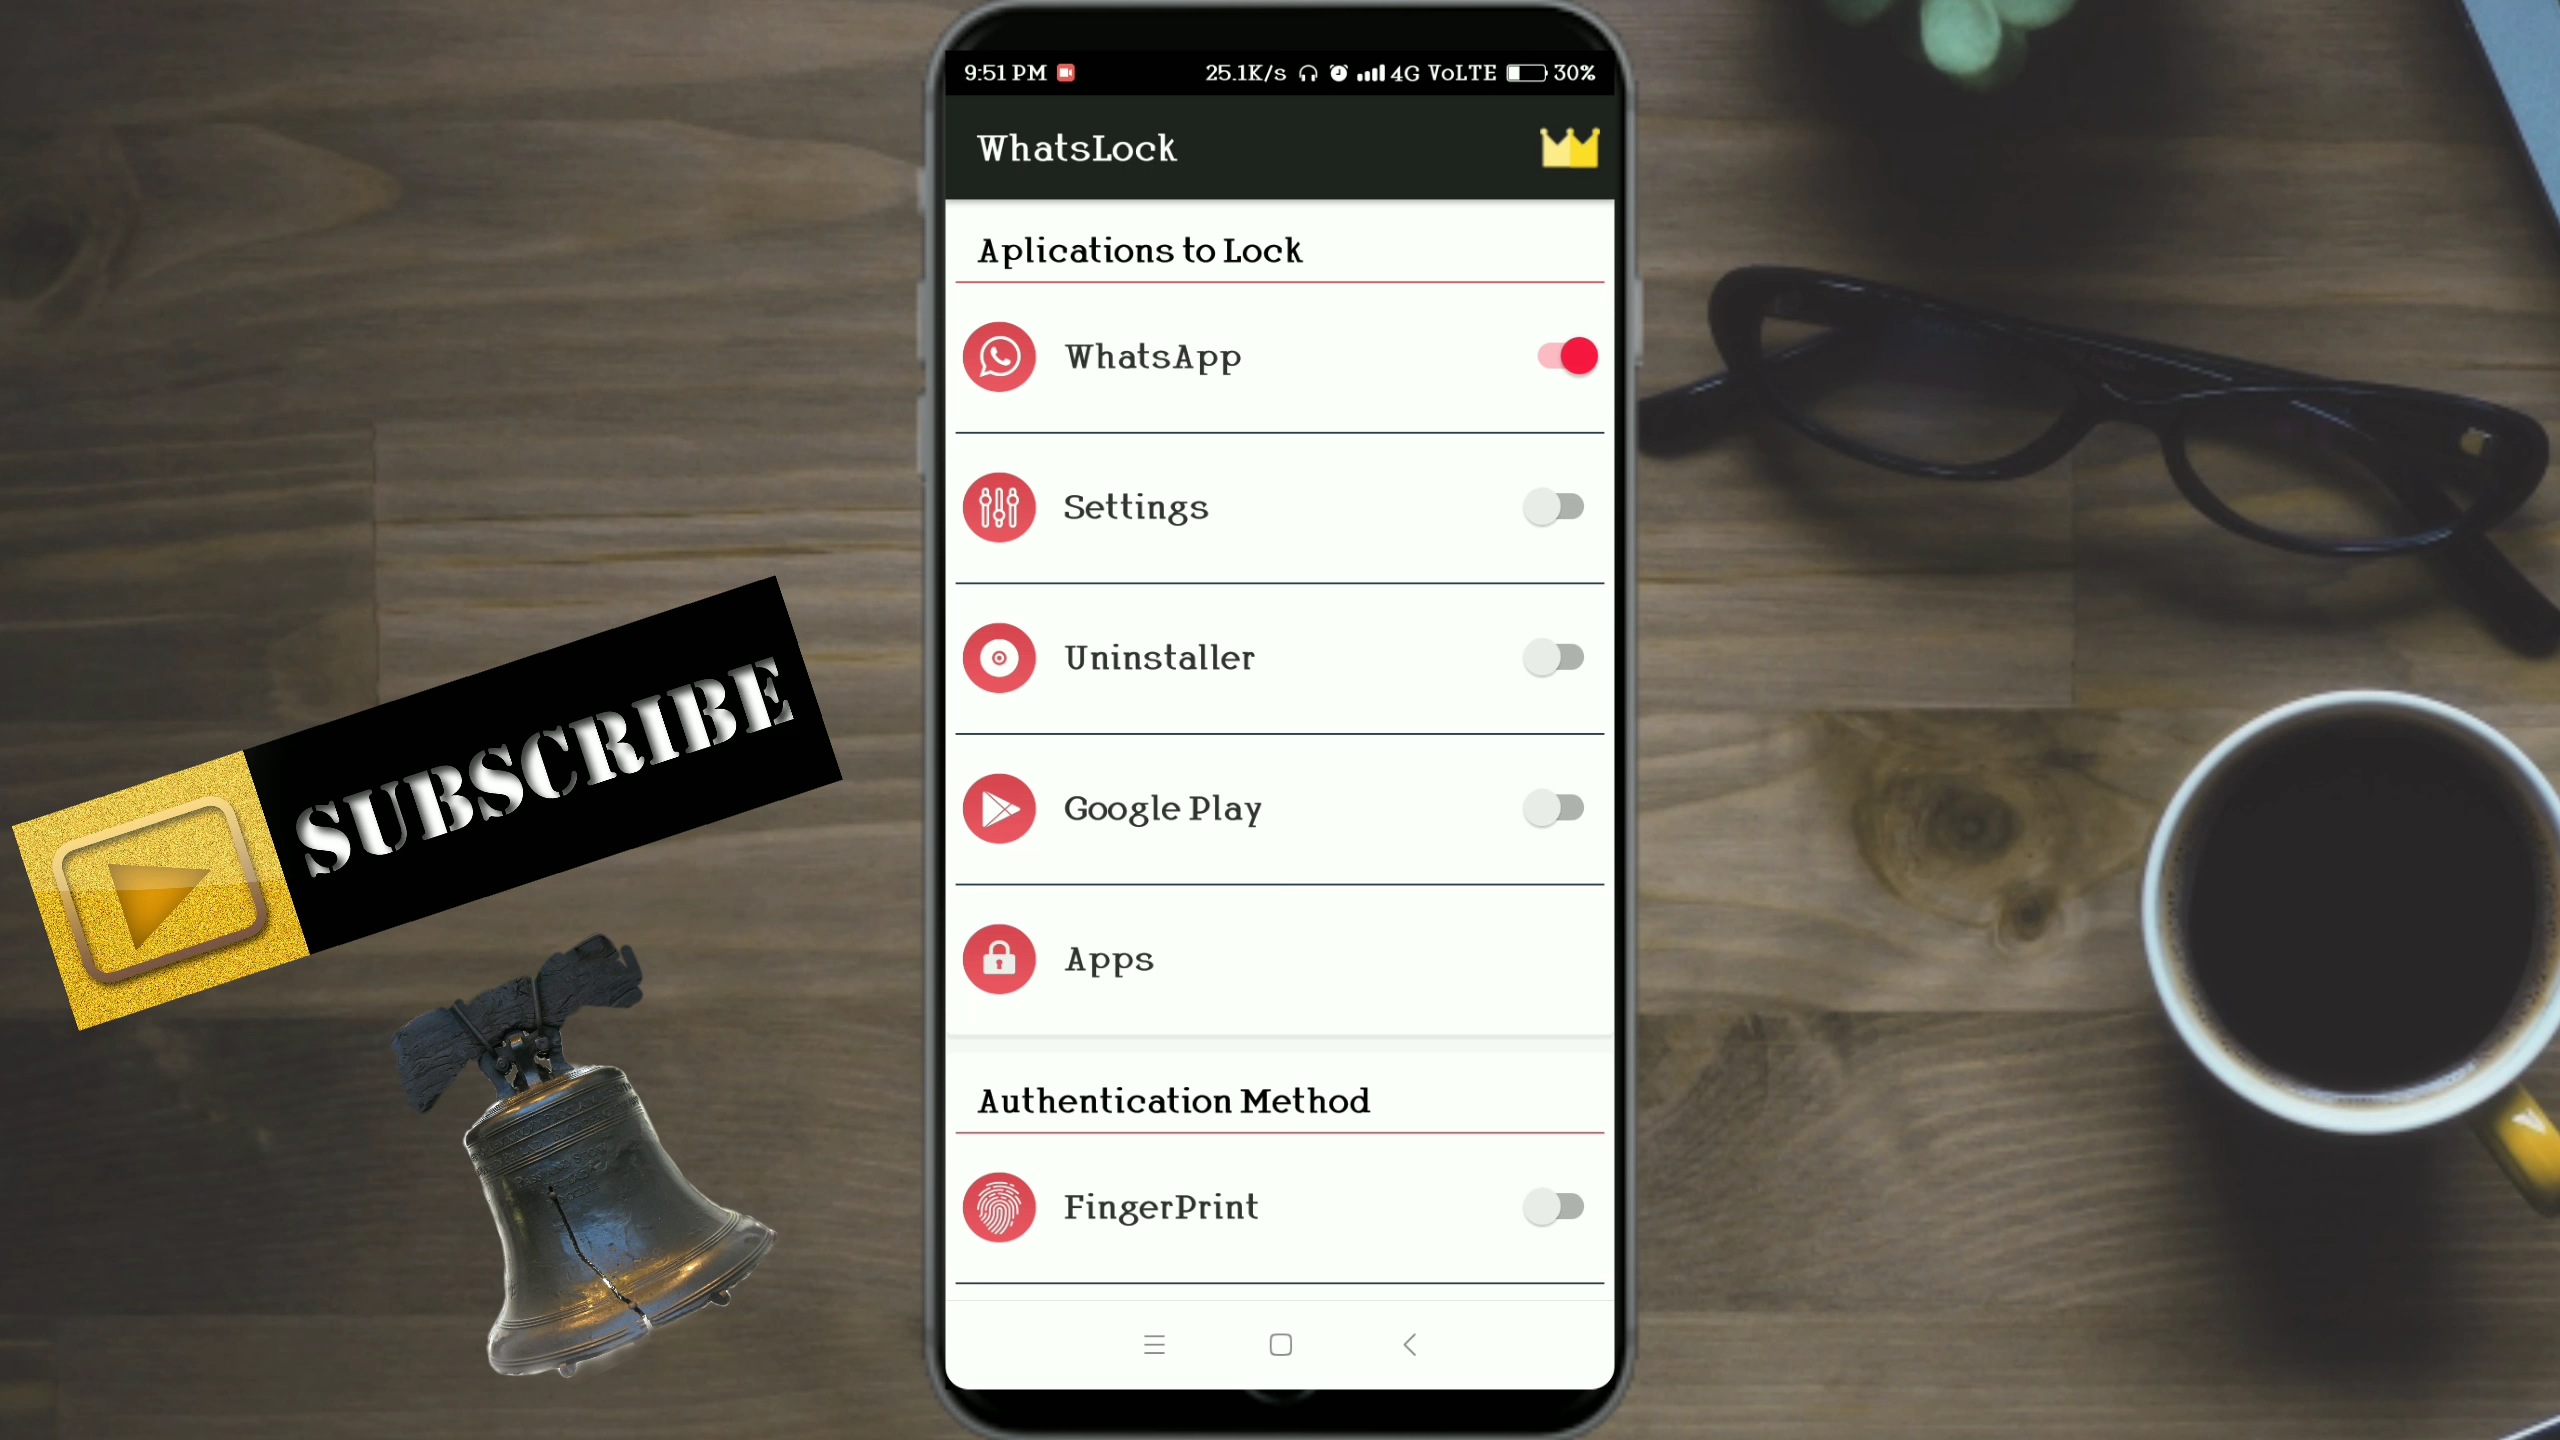 9:51 PM 25.1K/s 4G VoLTE 30%
WhatsLock
Aplications to Lock
WhatsApp
Settings
Uninstaller
Google Play
Apps
Authentication Method
FingerPrint
SUBSCRIBE